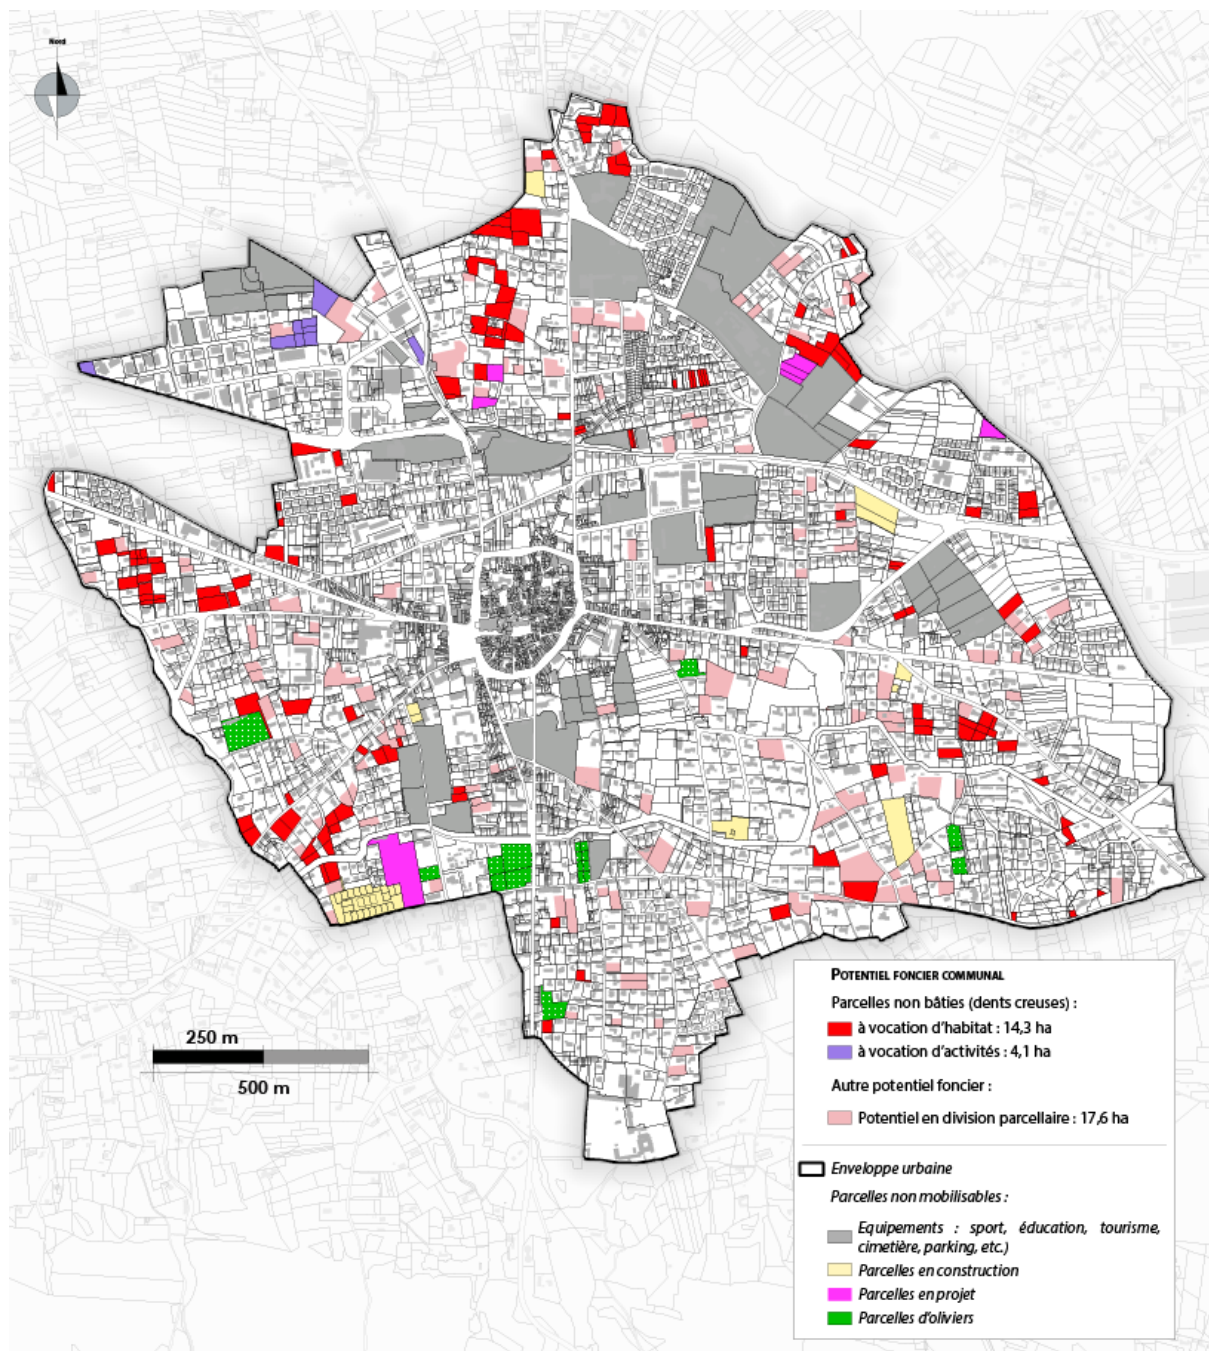 Nord
250 m
500 m
POTENTIEL FONCIER COMMUNAL
Parcelles non bâties (dents creuses) :
à vocation d'habitat : 14,3 ha
à vocation d'activités : 4,1 ha
Autre potentiel foncier :
Potentiel en division parcellaire : 17,6 ha
Enveloppe urbaine
Parcelles non mobilisables :
Equipements : sport, éducation, tourisme,
cimetière, parking, etc.)
Parcelles en construction
Parcelles en projet
Parcelles d'oliviers